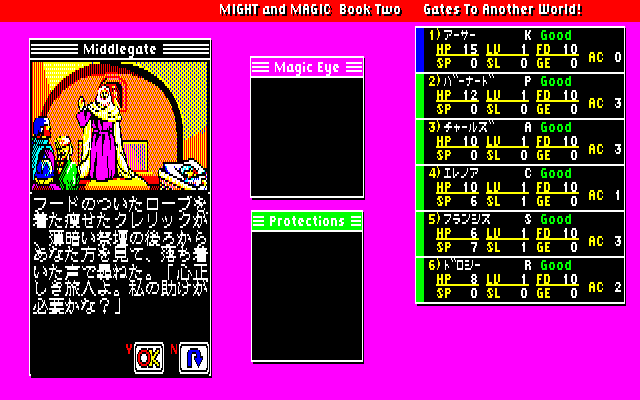 MIGHT and MAGIC Book Two Gates To Another World!
Middlegate
フードのついたローブを
着た痩せたクレリックが
、薄暗い祭壇の後ろから
あなた方を見て、落ち着
いた声で尋ねた。「心正
しき旅人よ。私の助けが
必要かな?」
Y OK N
Magic Eye
Protections
1) アーサー K Good
HP 15 LV 1 FD 10 AC 0
SP 0 SL 0 GE 0
2) バーナード P Good
HP 12 LV 1 FD 10 AC 3
SP 0 SL 0 GE 0
3) チャールズ A Good
HP 10 LV 1 FD 10 AC 3
SP 0 SL 0 GE 0
4) エレノア C Good
HP 10 LV 1 FD 10 AC 1
SP 6 SL 1 GE 0
5) フランシス S Good
HP 6 LV 1 FD 10 AC 3
SP 7 SL 1 GE 0
6) ドロシー R Good
HP 8 LV 1 FD 10 AC 2
SP 0 SL 0 GE 0